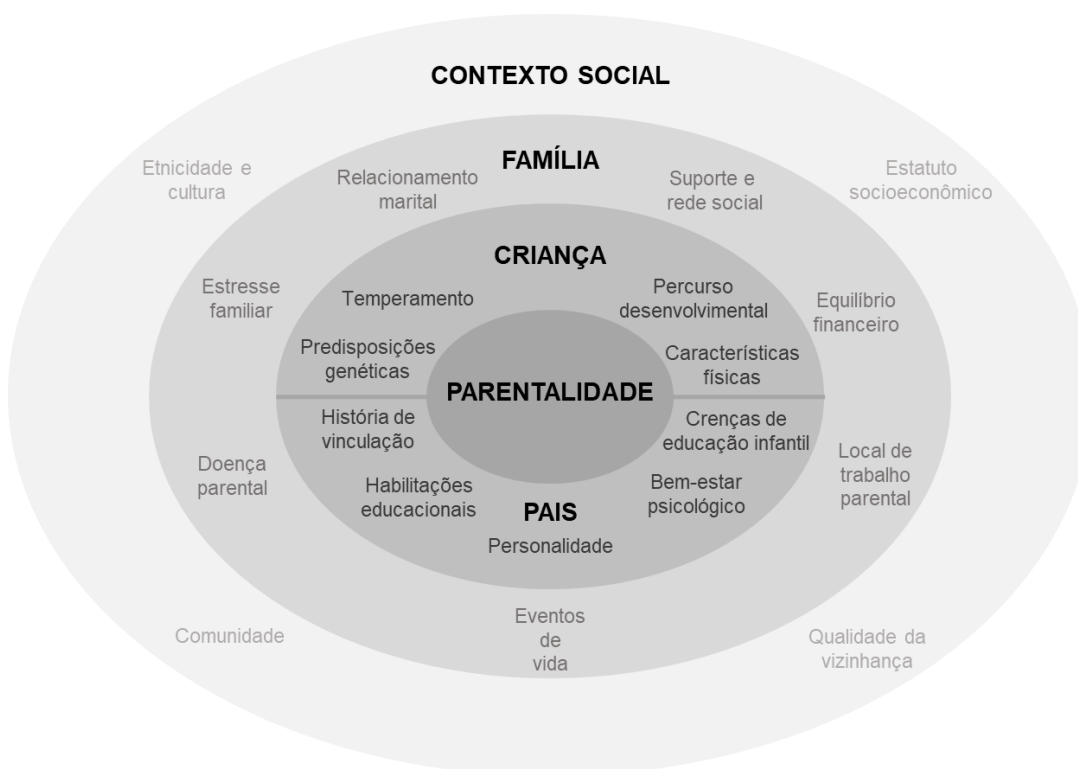 CONTEXTO SOCIAL
Etnicidade e
cultura
FAMÍLIA
Estatuto
socioeconômico
Relacionamento
marital
Suporte e
rede social
CRIANÇA
Estresse
familiar
Temperamento
Percurso
desenvolvimental
Equilíbrio
financeiro
Predisposições
genéticas
Características
físicas
PARENTALIDADE
História de
vinculação
Crenças de
educação infantil
Doença
parental
Local de
trabalho
parental
Habilitações
educacionais
Bem-estar
psicológico
PAIS
Personalidade
Comunidade
Eventos
de
vida
Qualidade da
vizinhança